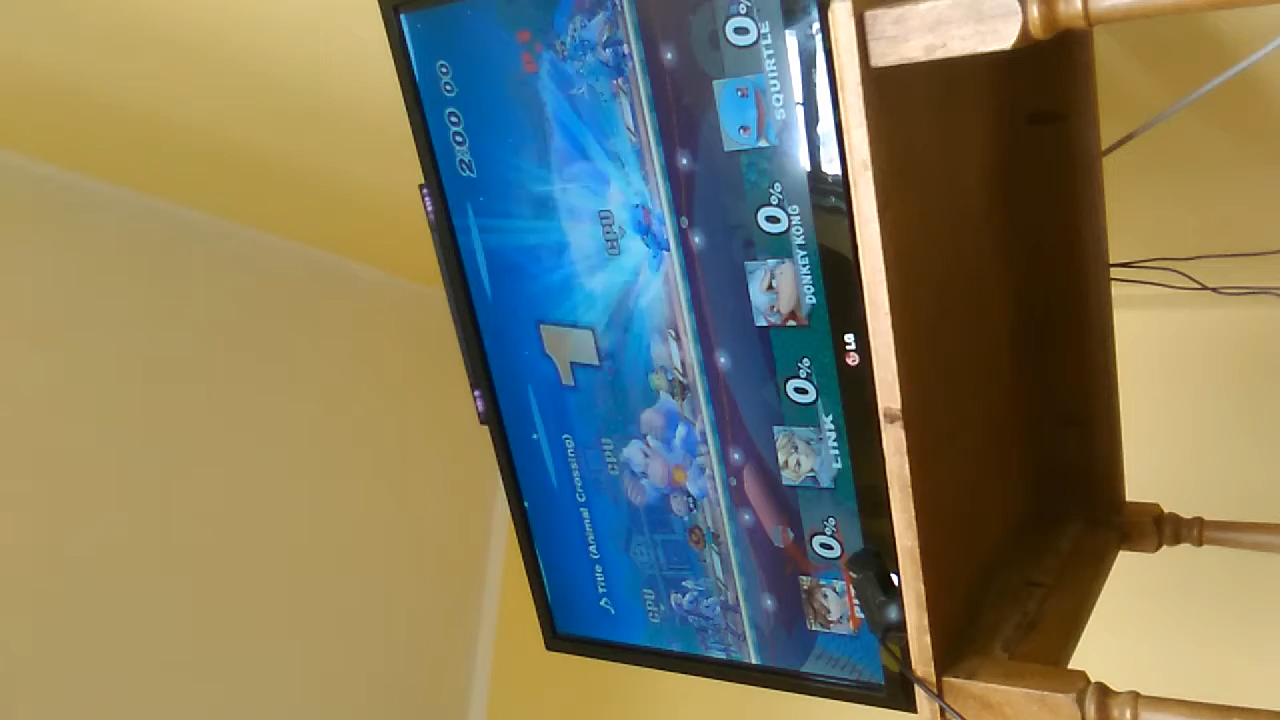 2:00 00
1
♪ Title (Animal Crossing)
CPU
CPU
CPU
P1
0%
0%
LINK
0%
DONKEY KONG
0%
SQUIRTLE
LG